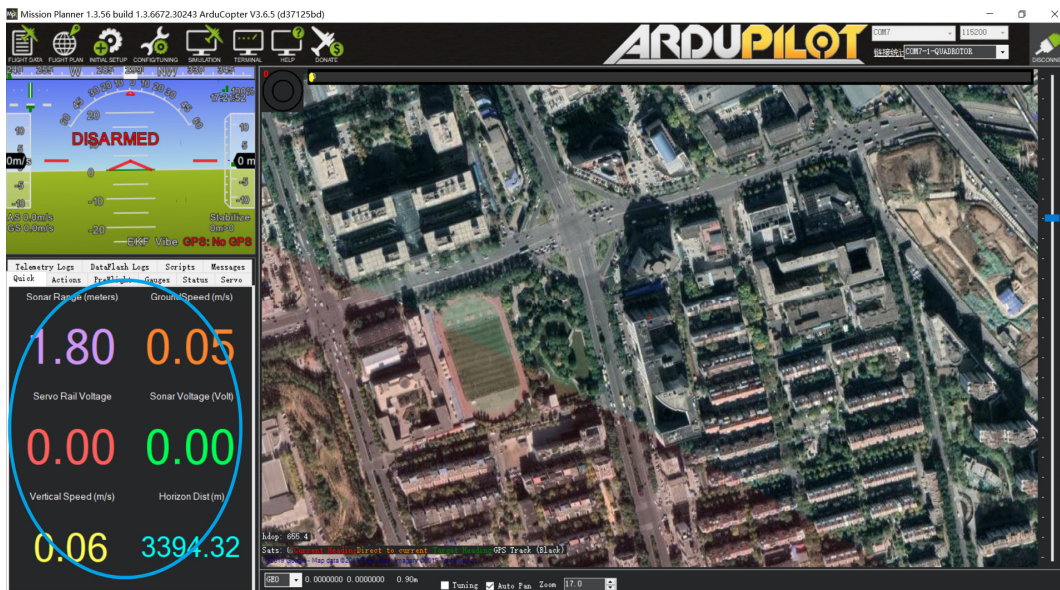 Mission Planner 1.3.56 build 1.3.6672.30243 ArduCopter V3.6.5 (d37125bd)
FLIGHT DATA FLIGHT PLAN INITIAL SETUP CONFIG/TUNING SIMULATION TERMINAL HELP DONATE
ARDUPILOT
COM7 115200
COM7-1-QUADROTOR
DISCONNE
W NW
DISARMED
0m/s
0 m
AS 0.0m/s
GS 0.0m/s
Stabilize
0m>0
EKF Vibe GPS: No GPS
Telemetry Logs DataFlash Logs Scripts Messages
Quick Actions PreFlight Gauges Status Servo
Sonar Range (meters) GroundSpeed (m/s)
1.80 0.05
Servo Rail Voltage Sonar Voltage (Volt)
0.00 0.00
Vertical Speed (m/s) Horizon Dist (m)
0.06 3394.32
hdop: 655.4
Sats: Current Heading Direct to current Target Heading GPS Track (Black)
GEO 0.0000000 0.0000000 0.90m Tuning Auto Pan Zoom 17.0